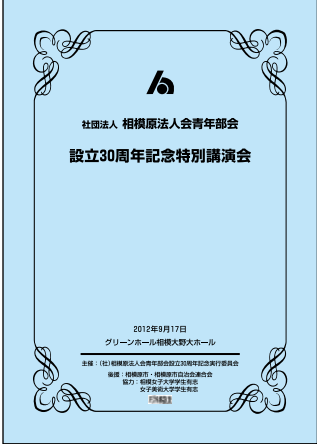 社団法人 相模原法人会青年部会
設立30周年記念特別講演会
2012年9月17日
グリーンホール相模大野大ホール
主催：(社)相模原法人会青年部会設立30周年記念実行委員会
後援：相模原市・相模原市自治会連合会
協力：相模女子大学学生有志
女子美術大学学生有志